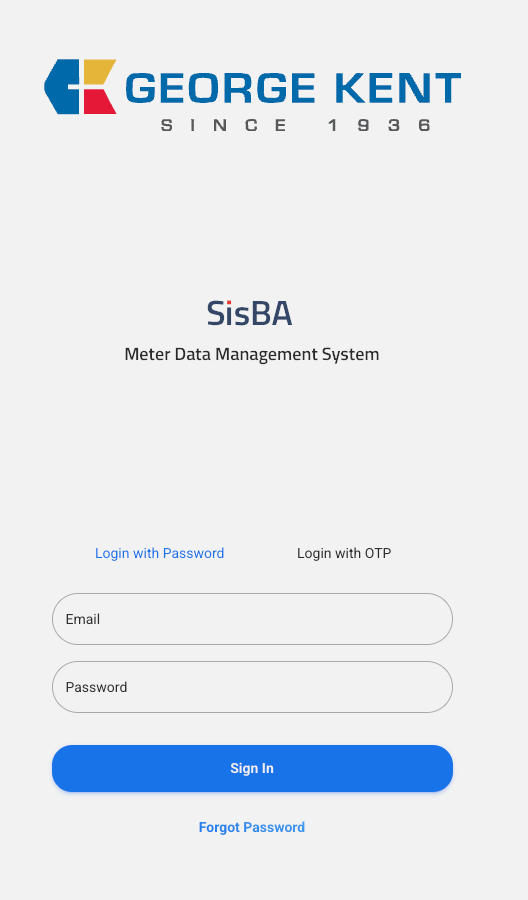 GEORGE KENT
SINCE 1936
SisBA
Meter Data Management System
Login with Password Login with OTP
Email
Password
Sign In
Forgot Password